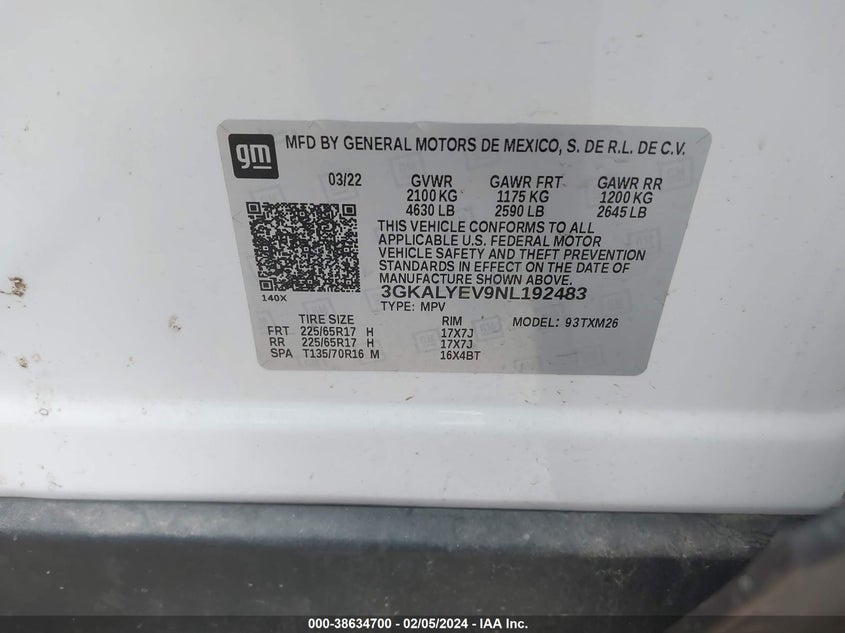 gm MFD BY GENERAL MOTORS DE MEXICO, S. DE R.L. DE C.V.
03/22 GVWR GAWR FRT GAWR RR
2100 KG 1175 KG 1200 KG
4630 LB 2590 LB 2645 LB
THIS VEHICLE CONFORMS TO ALL
APPLICABLE U.S. FEDERAL MOTOR
VEHICLE SAFETY AND THEFT PREVENTION
STANDARDS IN EFFECT ON THE DATE OF
MANUFACTURE SHOWN ABOVE.
140X 3GKALYEV9NL192483
TYPE: MPV
TIRE SIZE RIM MODEL: 93TXM26
FRT 225/65R17 H 17X7J
RR 225/65R17 H 17X7J
SPA T135/70R16 M 16X4BT
000-38634700 - 02/05/2024 - IAA Inc.